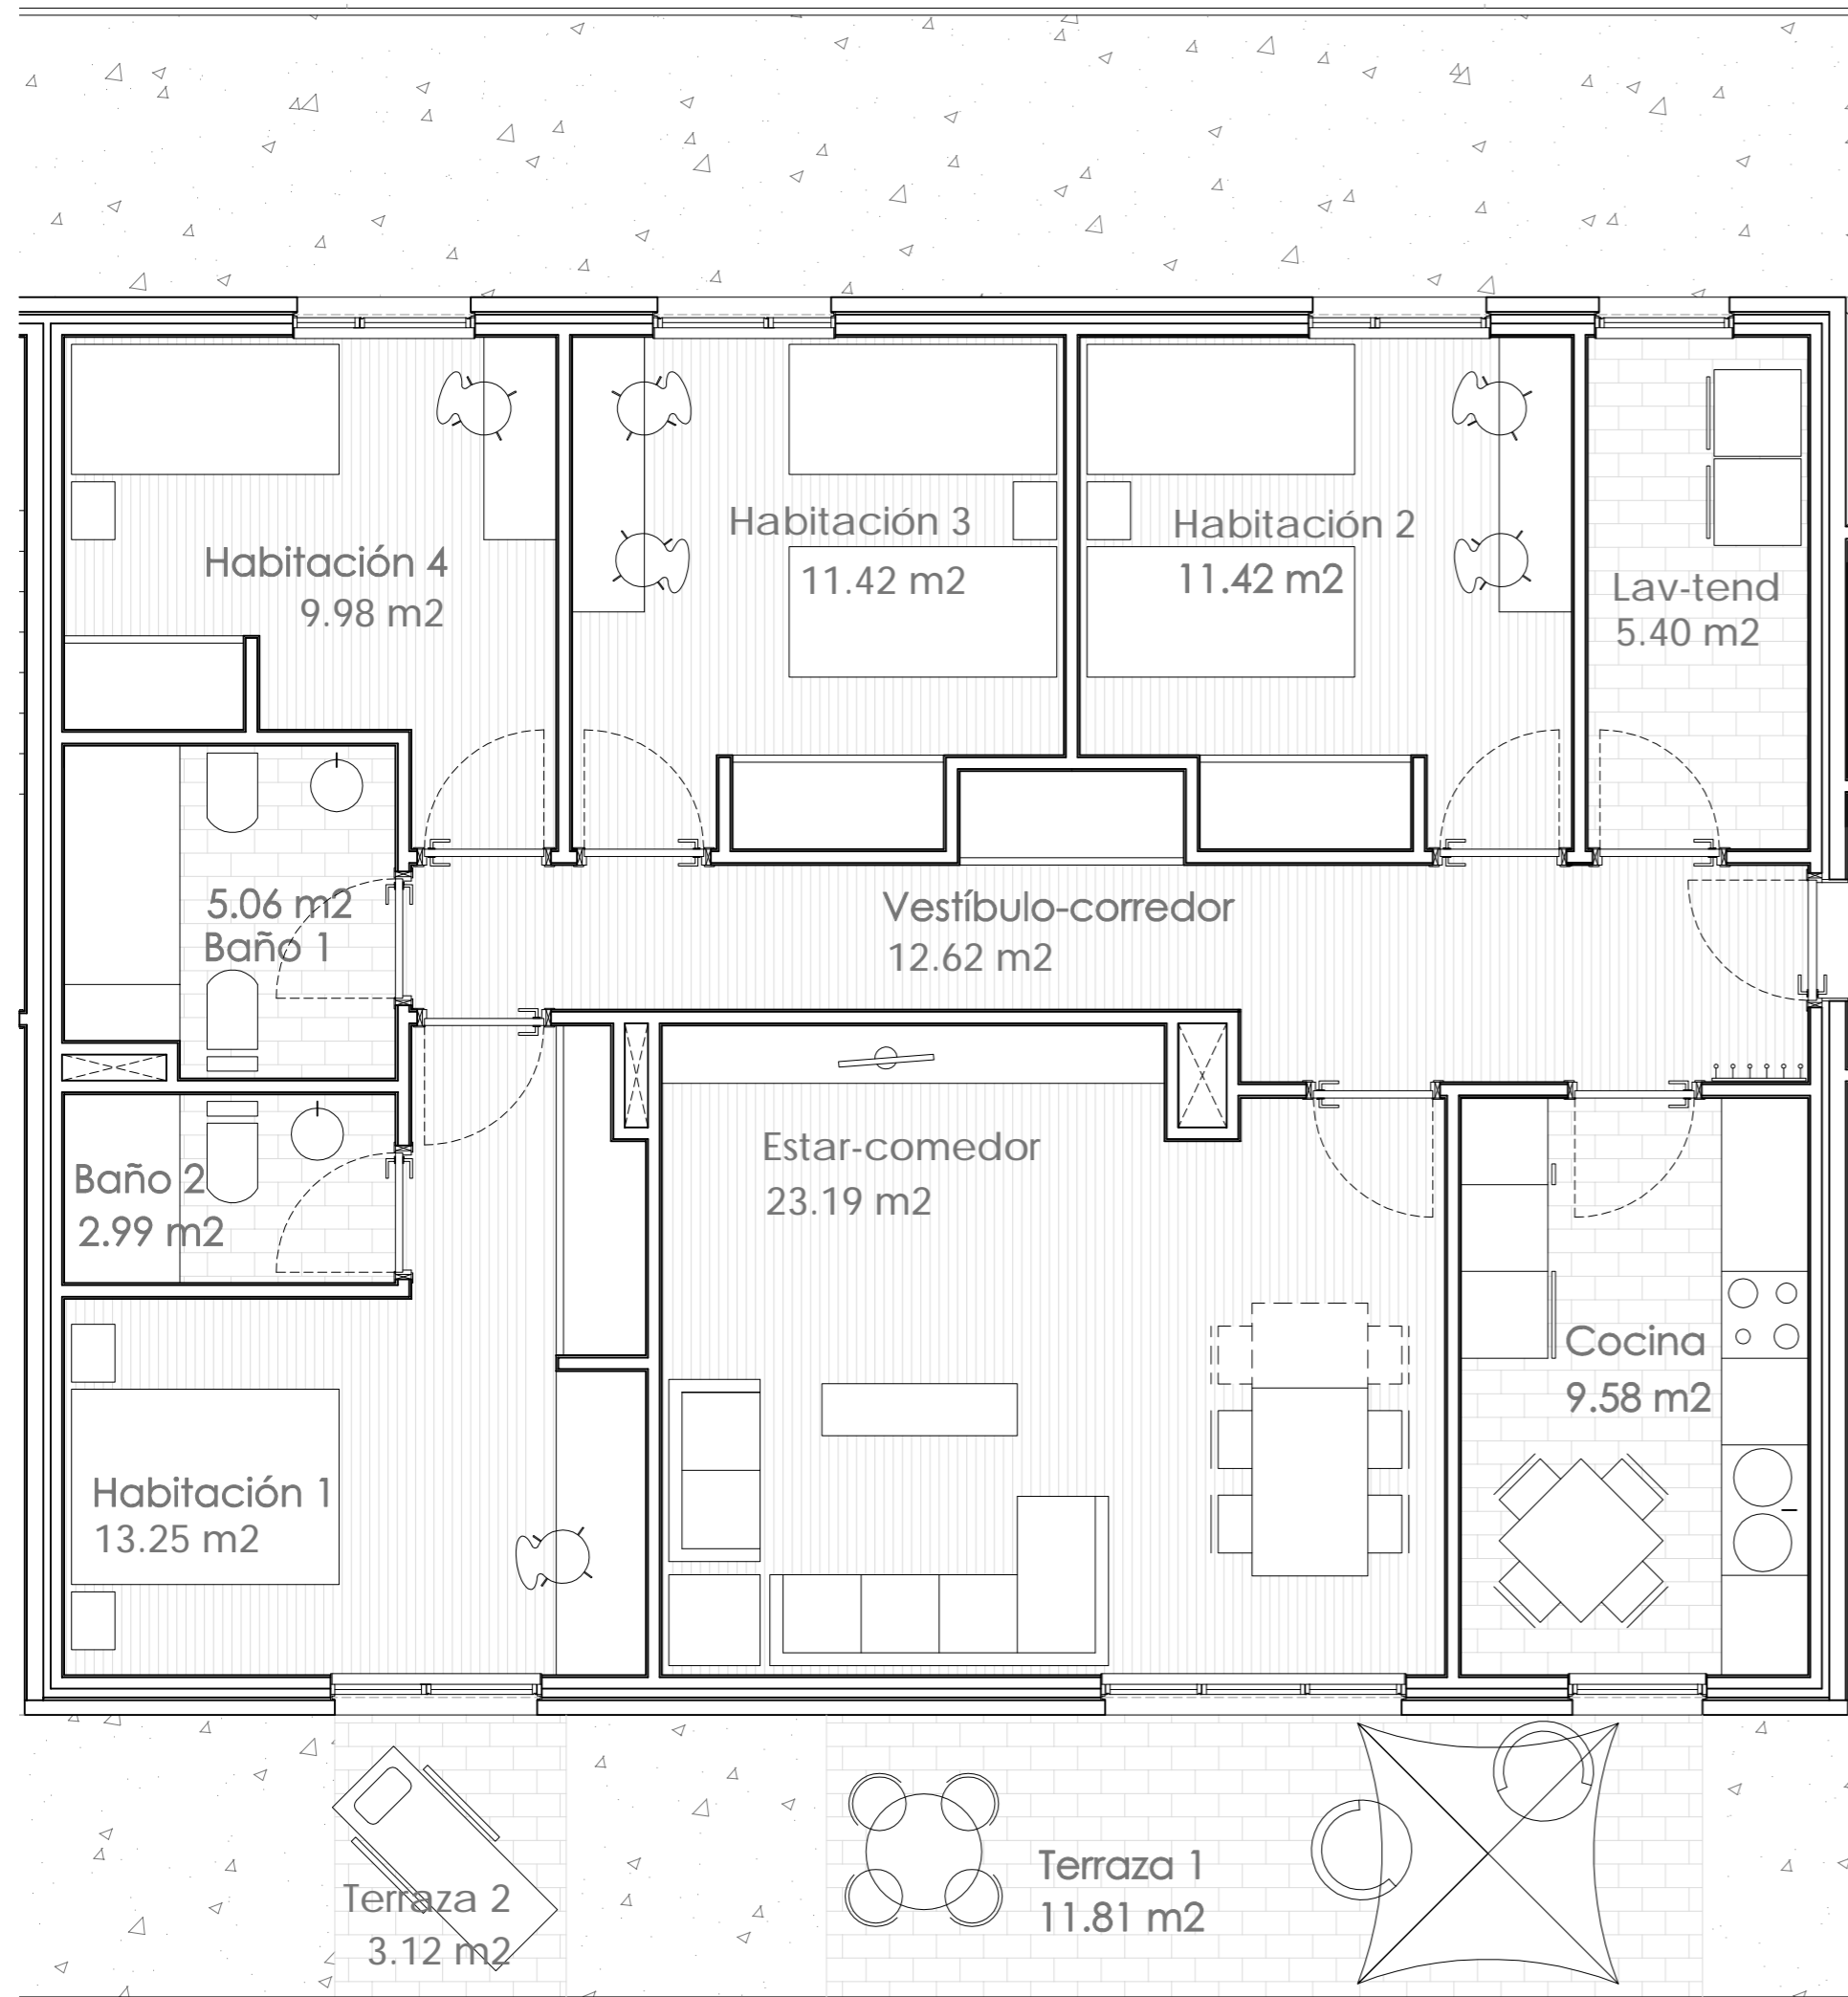 Habitación 4
9.98 m2
Habitación 3
11.42 m2
Habitación 2
11.42 m2
Lav-tend
5.40 m2
5.06 m2
Baño 1
Vestíbulo-corredor
12.62 m2
Baño 2
2.99 m2
Estar-comedor
23.19 m2
Cocina
9.58 m2
Habitación 1
13.25 m2
Terraza 2
3.12 m2
Terraza 1
11.81 m2